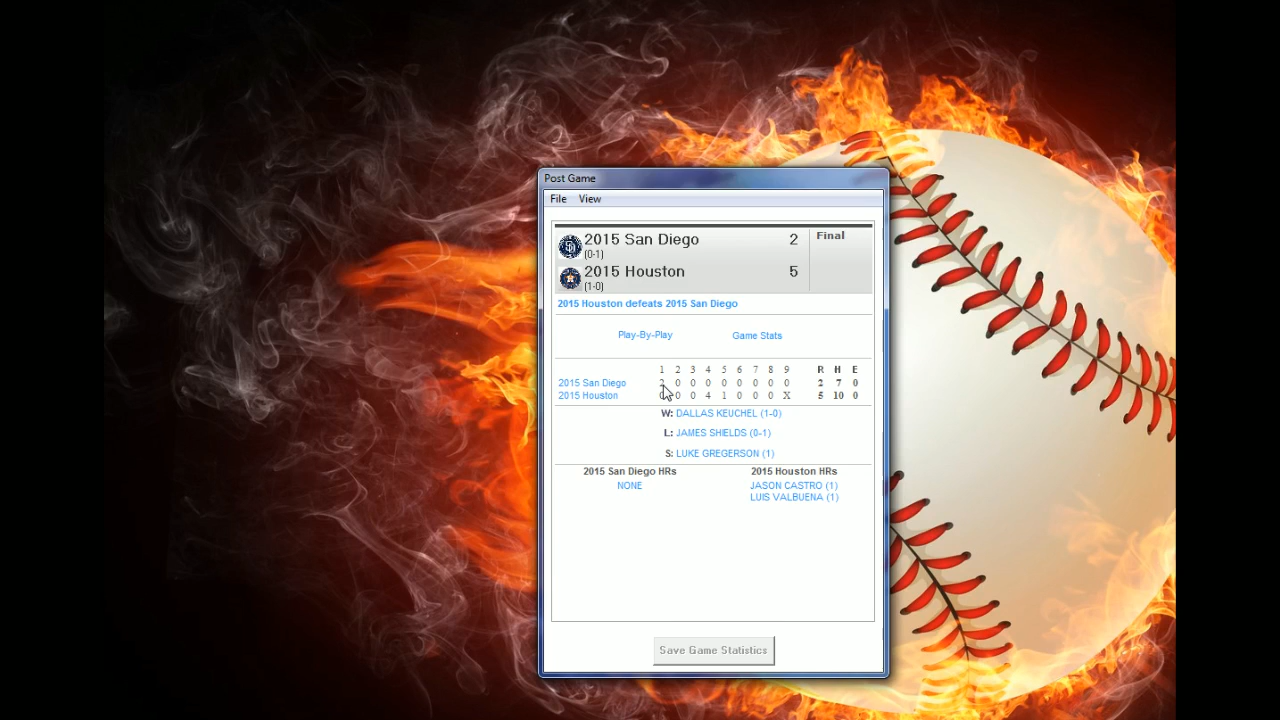 Post Game
File View
2015 San Diego 2 Final
(0-1)
2015 Houston 5
(1-0)
2015 Houston defeats 2015 San Diego
Play-By-Play Game Stats
1 2 3 4 5 6 7 8 9 R H E
2015 San Diego 2 0 0 0 0 0 0 0 0 2 7 0
2015 Houston 0 0 0 4 1 0 0 0 X 5 10 0
W: DALLAS KEUCHEL (1-0)
L: JAMES SHIELDS (0-1)
S: LUKE GREGERSON (1)
2015 San Diego HRs 2015 Houston HRs
NONE JASON CASTRO (1)
LUIS VALBUENA (1)
Save Game Statistics